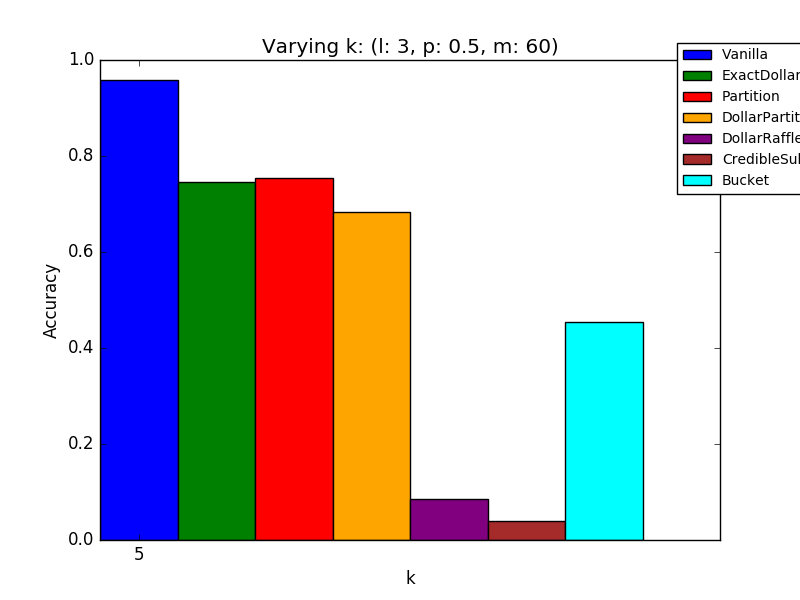 Varying k: (l: 3, p: 0.5, m: 60)
Vanilla
ExactDollar
Partition
DollarPartit
DollarRaffle
CredibleSul
Bucket
1.0
0.8
0.6
0.4
0.2
0.0
Accuracy
5
k